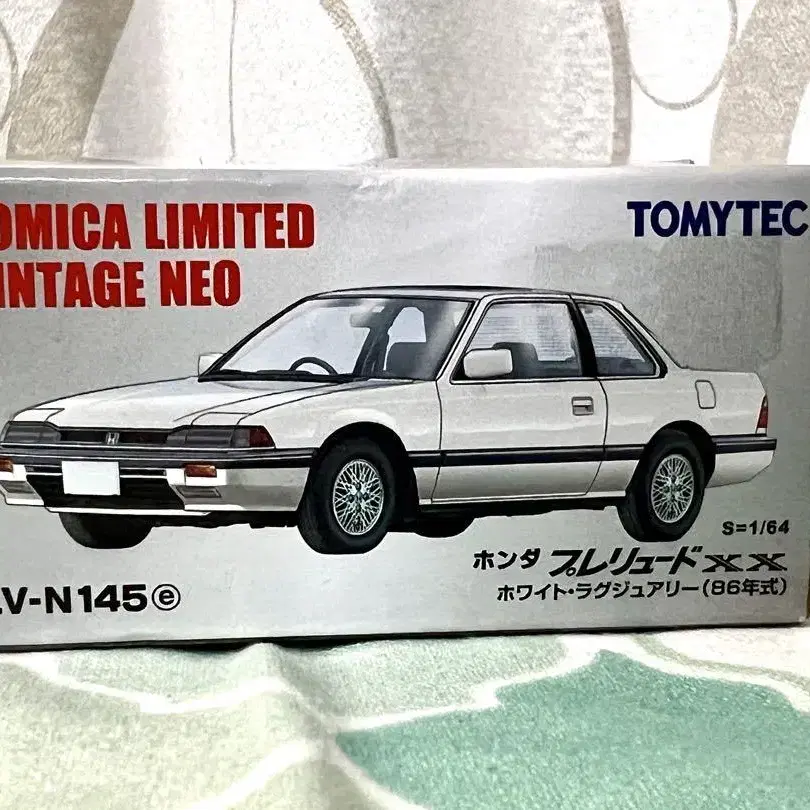 OMICA LIMITED
INTAGE NEO
TOMYTEC
S=1/64
ホンダ プレリュードXX
ホワイト・ラグジュアリー(86年式)
LV-N145ⓔ